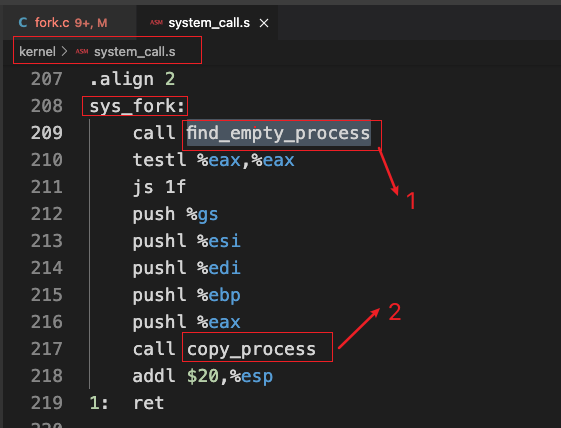 C fork.c 9+, M ASM system_call.s ×
kernel > ASM system_call.s
207 .align 2
208 sys_fork:
209 call find_empty_process
210 testl %eax,%eax
211 js 1f
212 push %gs
213 pushl %esi
214 pushl %edi
215 pushl %ebp
216 pushl %eax
217 call copy_process
218 addl $20,%esp
219 1: ret
1
2